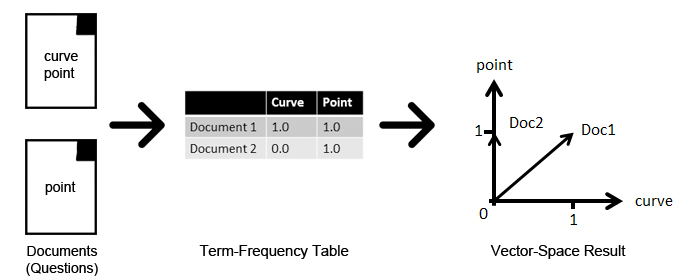 curve
point
point
Documents
(Questions)
Curve Point
Document 1 1.0 1.0
Document 2 0.0 1.0
Term-Frequency Table
point
1
Doc2
Doc1
curve
0
1
Vector-Space Result